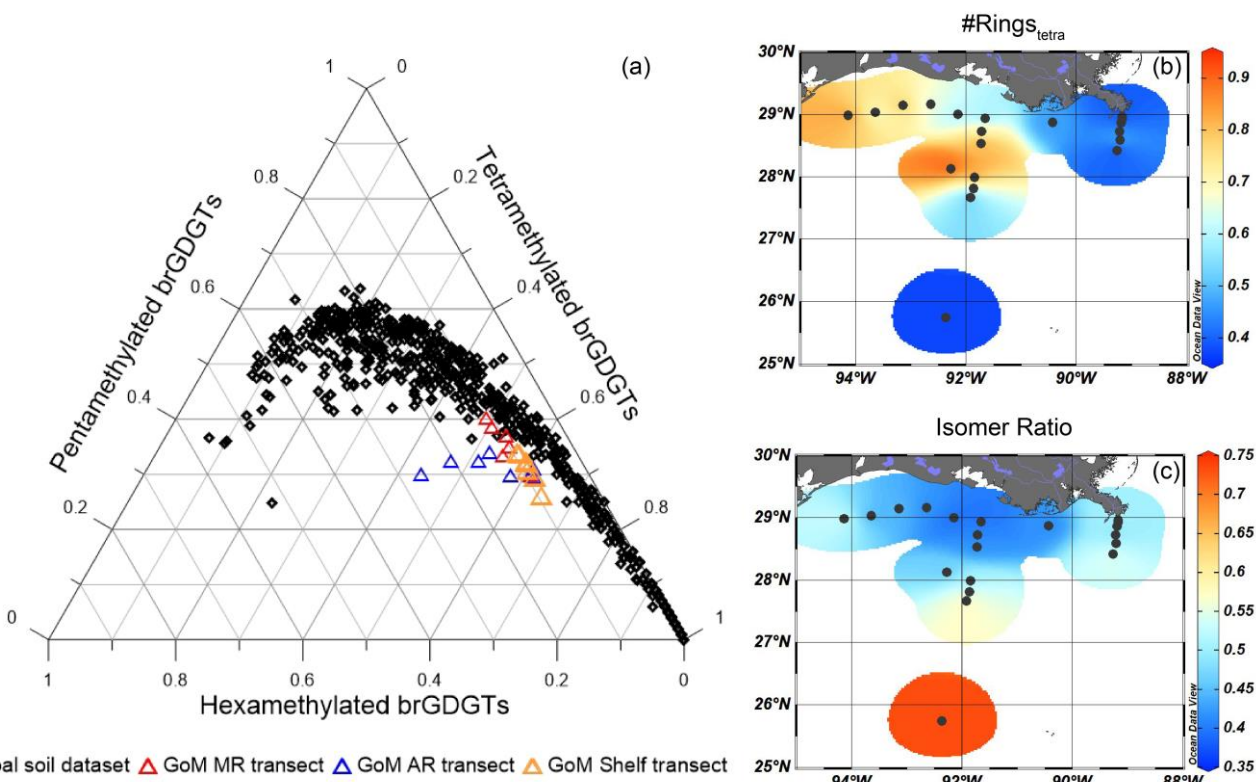 (a)
1
0
0.8
0.2
0.6
0.4
0.4
0.6
0.2
0.8
0
1
Pentamethylated brGDGTs
Tetramethylated brGDGTs
1
0.8
0.6
0.4
0.2
0
Hexamethylated brGDGTs
soil dataset GoM MR transect GoM AR transect GoM Shelf transect
#Rings tetra
(b)
30°N
29°N
28°N
27°N
26°N
25°N
94°W 92°W 90°W 88°W
0.9
0.8
0.7
0.6
0.5
0.4
Ocean Data View
Isomer Ratio
(c)
30°N
29°N
28°N
27°N
26°N
25°N
94°W 92°W 90°W 88°W
0.75
0.7
0.65
0.6
0.55
0.5
0.45
0.4
0.35
Ocean Data View